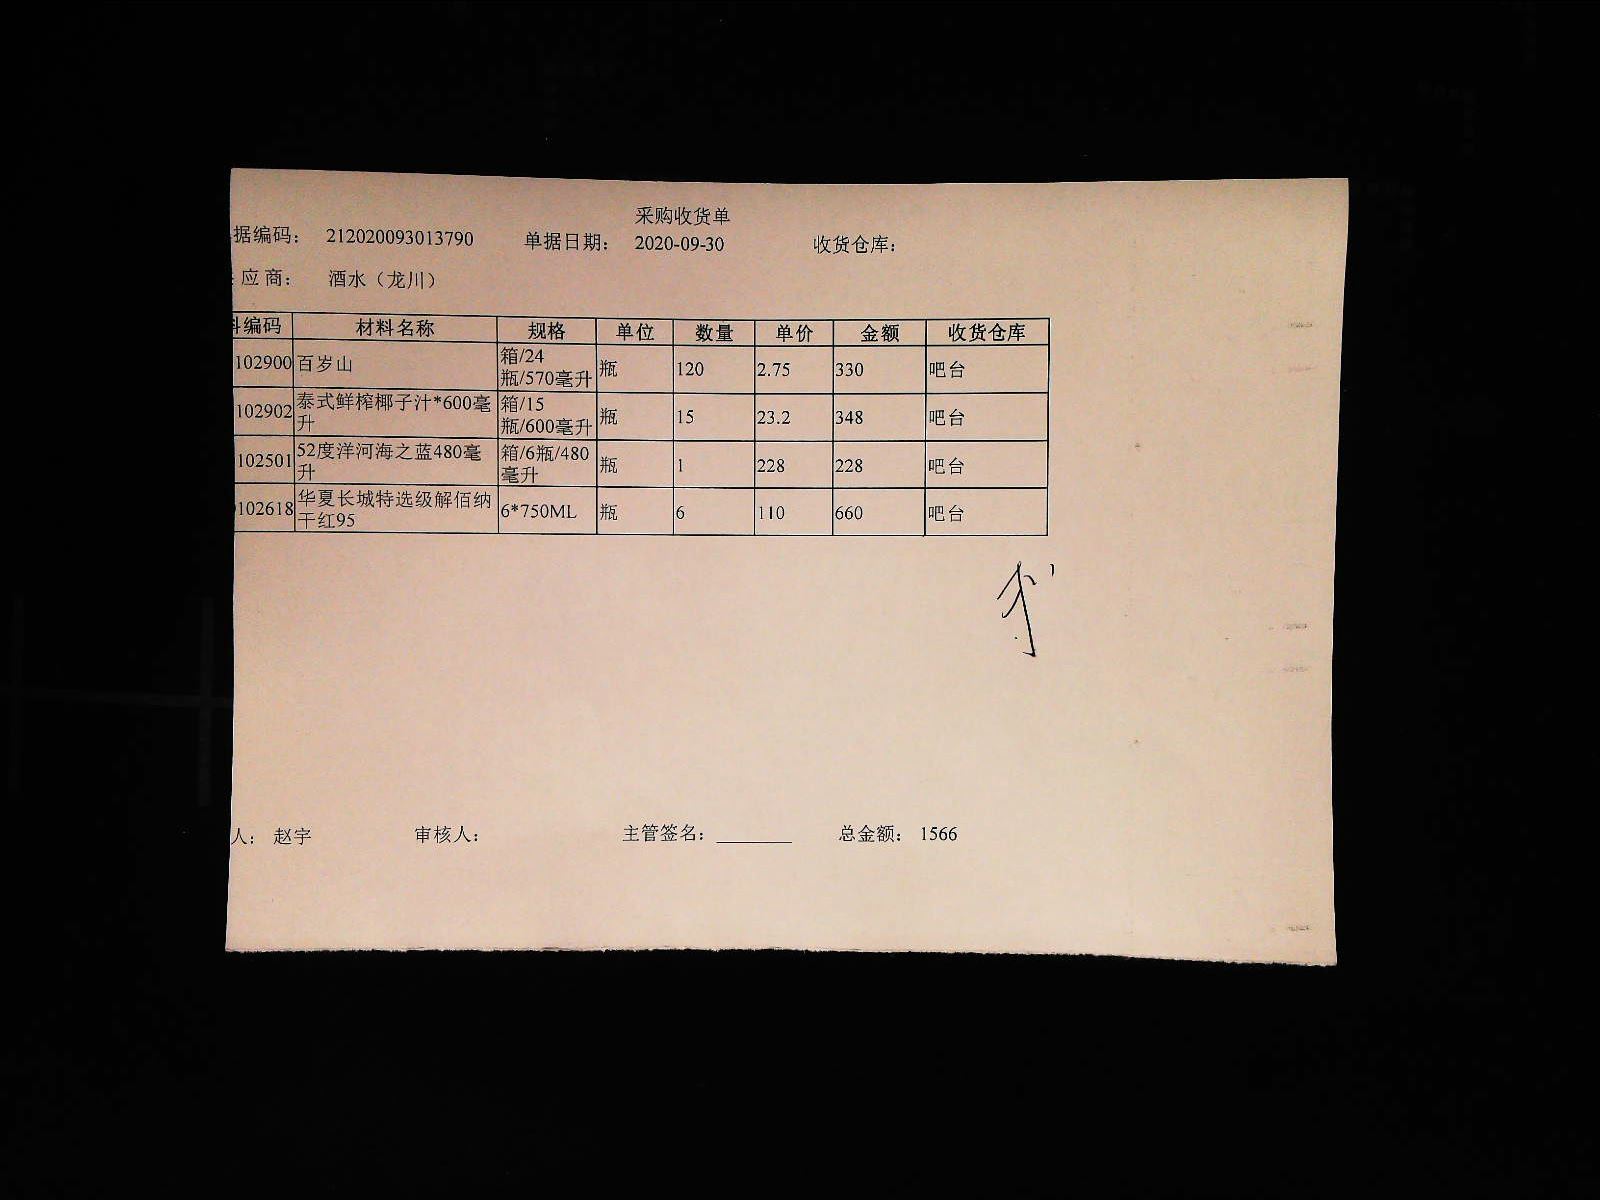 采购收货单
据编码： 212020093013790 单据日期： 2020-09-30 收货仓库：
应商： 酒水（龙川）
料编码 材料名称 规格 单位 数量 单价 金额 收货仓库
102900 百岁山 箱/24 瓶/570毫升 瓶 120 2.75 330 吧台
102902 泰式鲜榨椰子汁*600毫升 箱/15 瓶/600毫升 瓶 15 23.2 348 吧台
102501 52度洋河海之蓝480毫升 箱/6瓶/480毫升 瓶 1 228 228 吧台
102618 华夏长城特选级解佰纳干红95 6*750ML 瓶 6 110 660 吧台
人： 赵宇 审核人： 主管签名： 总金额： 1566